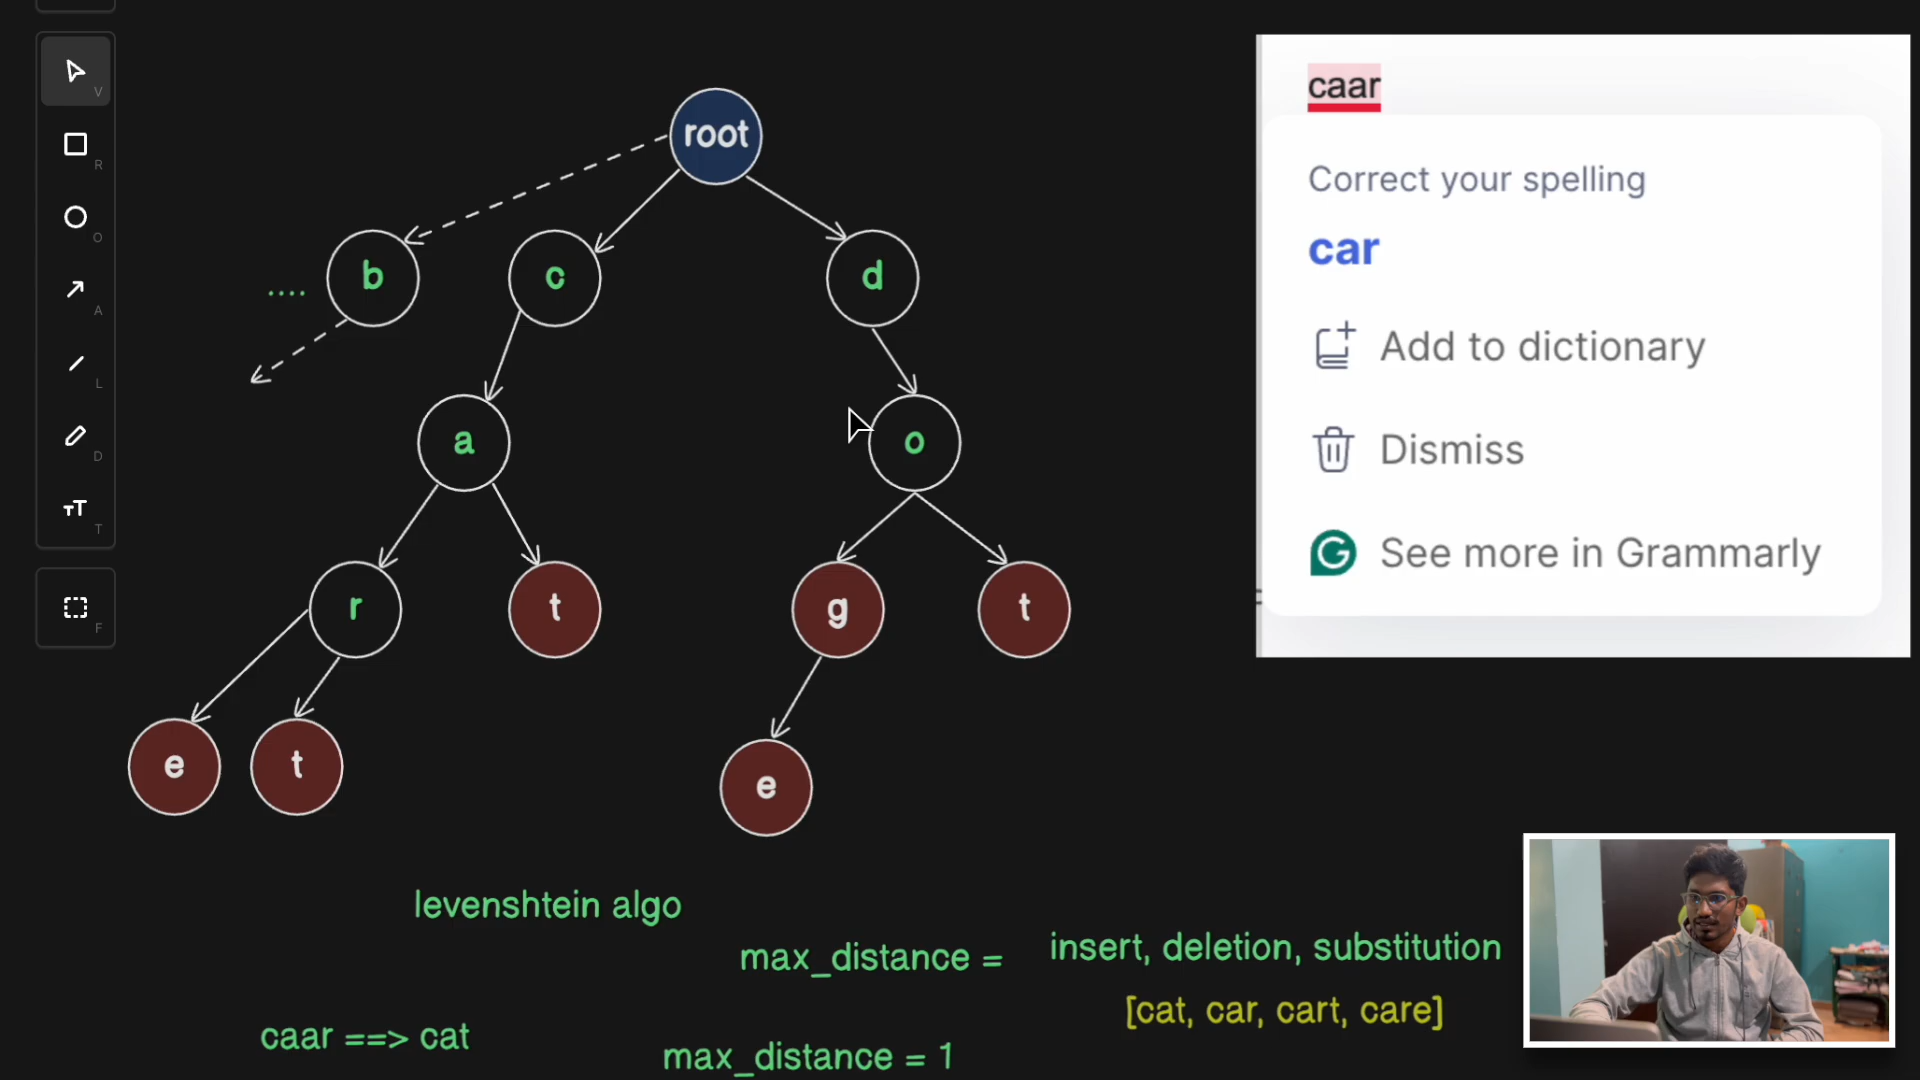 V
R
O
A
L
D
T
F
root
b
c
d
....
a
o
r
t
g
t
e
t
e
caar
Correct your spelling
car
Add to dictionary
Dismiss
See more in Grammarly
levenshtein algo
max_distance =
insert, deletion, substitution
[cat, car, cart, care]
caar ==> cat
max_distance = 1